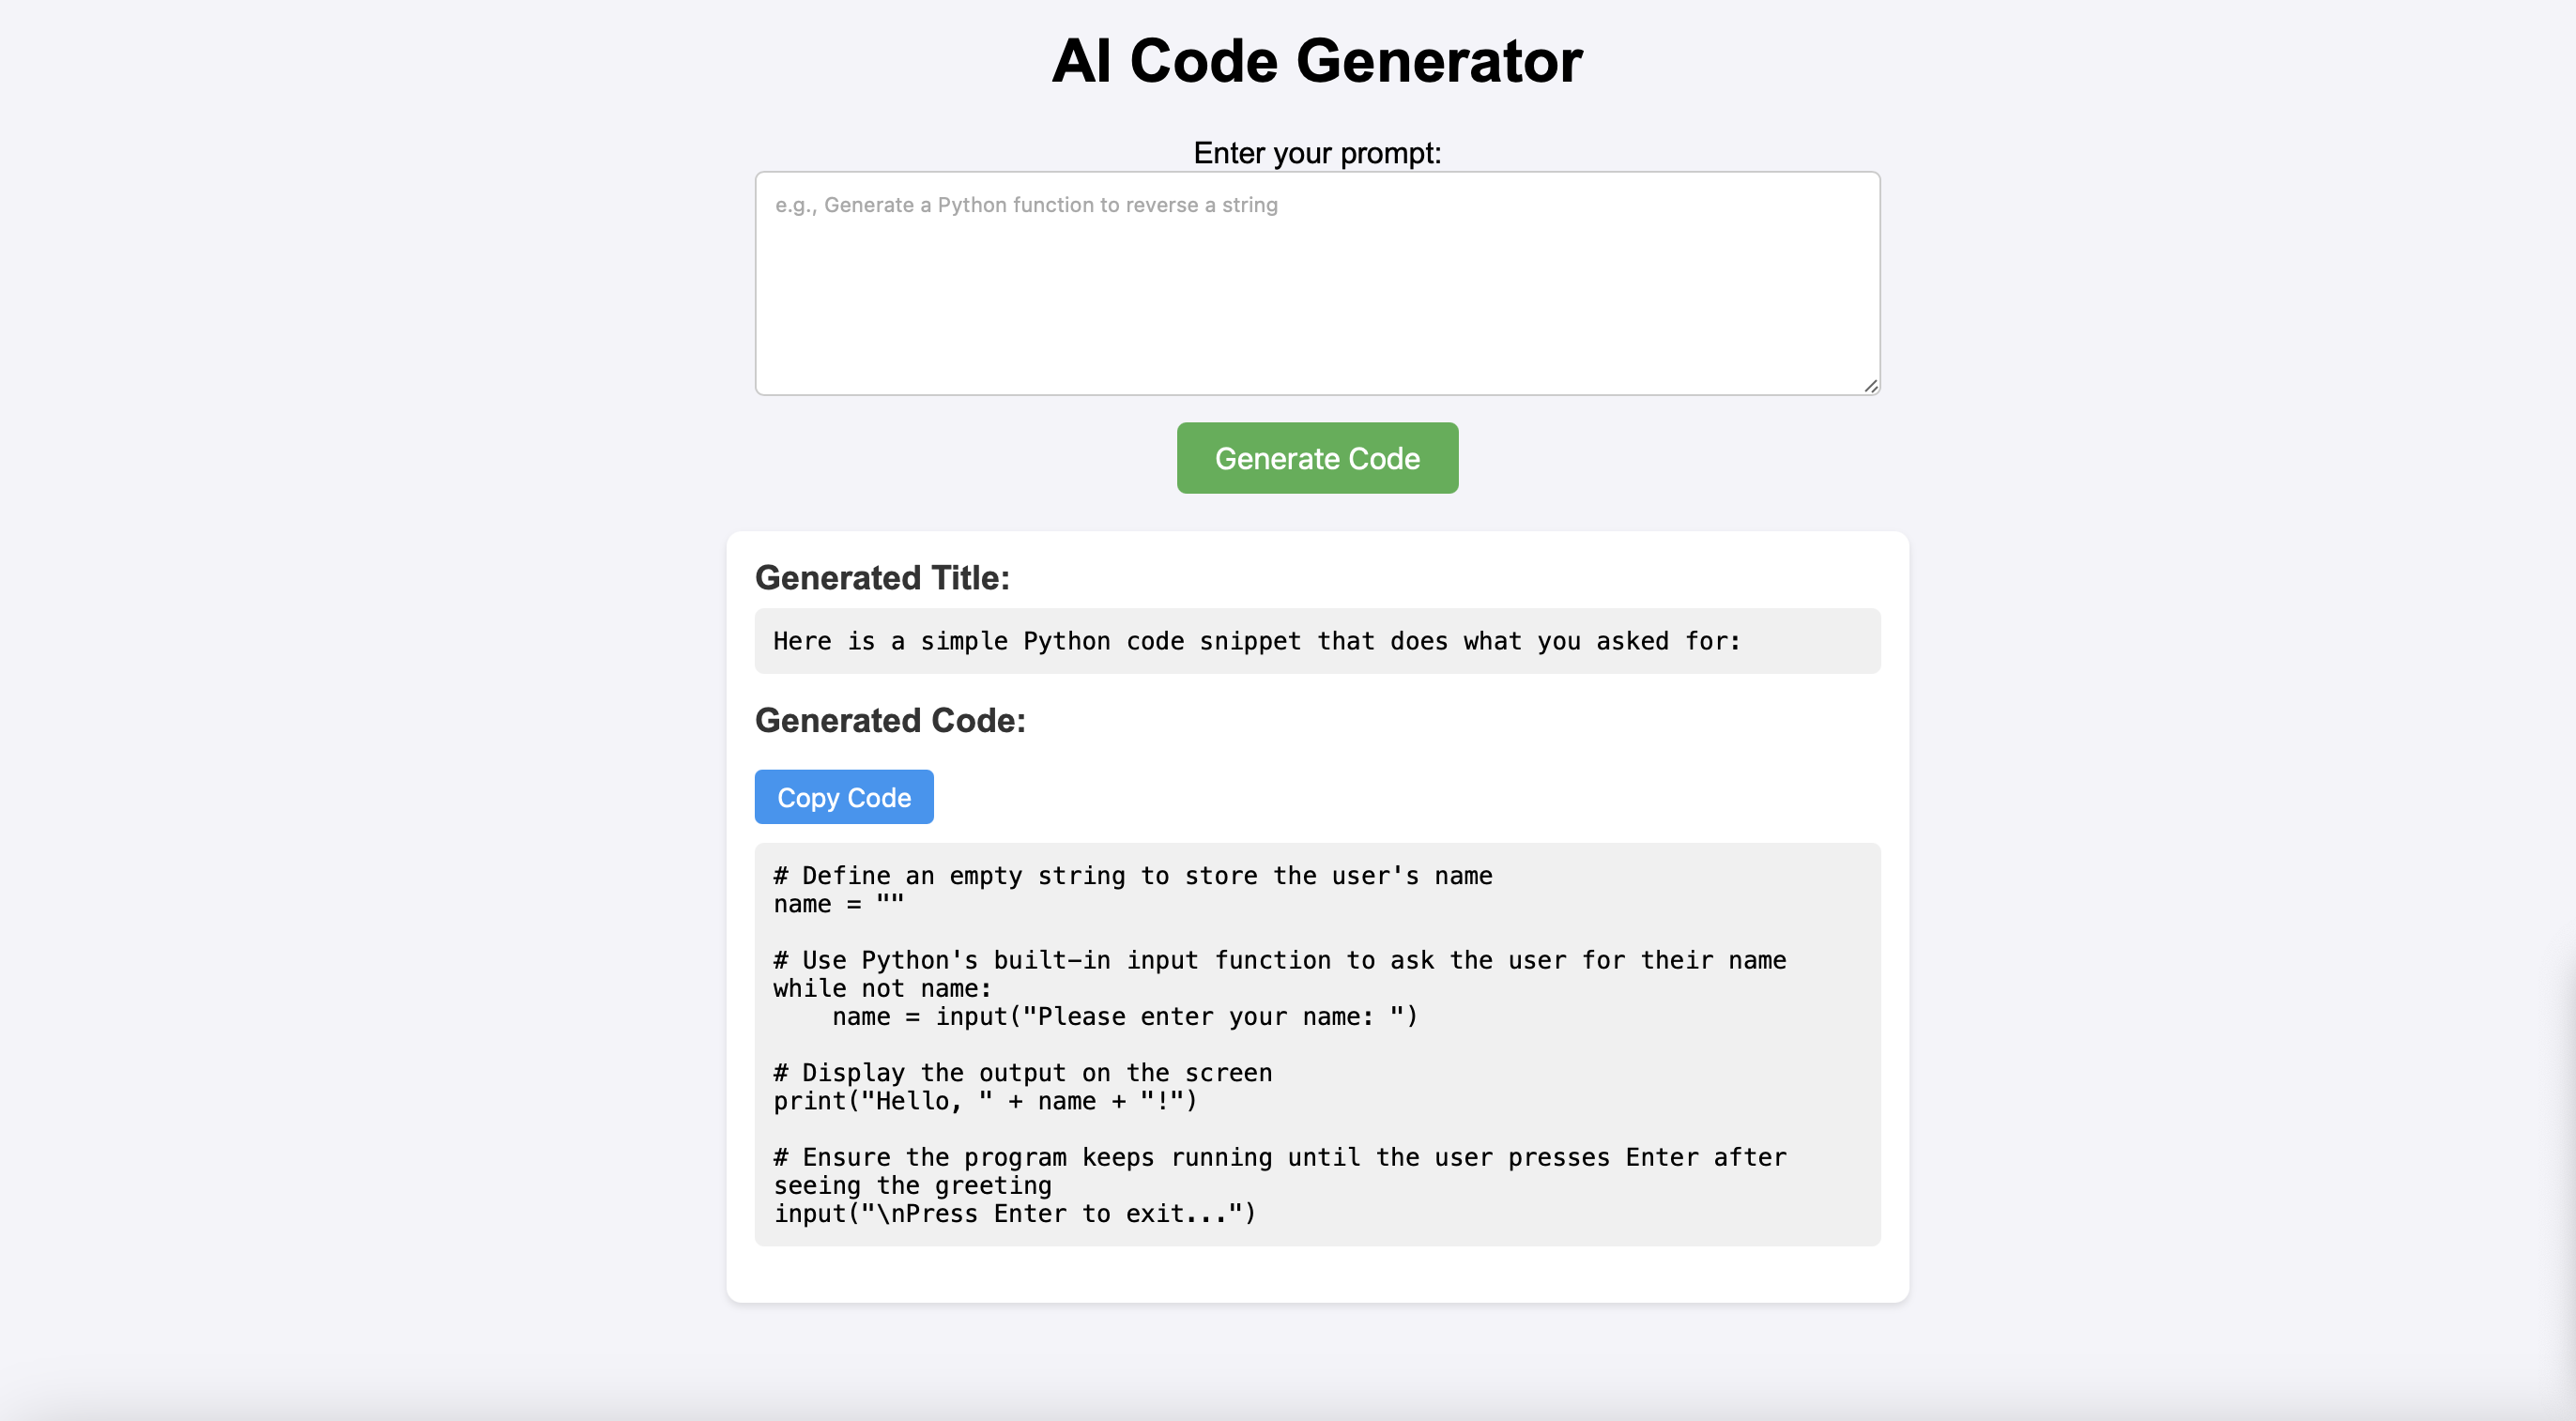 AI Code Generator
Enter your prompt:
e.g., Generate a Python function to reverse a string
Generate Code
Generated Title:
Here is a simple Python code snippet that does what you asked for:
Generated Code:
Copy Code
# Define an empty string to store the user's name
name = ""
# Use Python's built-in input function to ask the user for their name
while not name:
    name = input("Please enter your name: ")
# Display the output on the screen
print("Hello, " + name + "!")
# Ensure the program keeps running until the user presses Enter after
seeing the greeting
input("\nPress Enter to exit...")